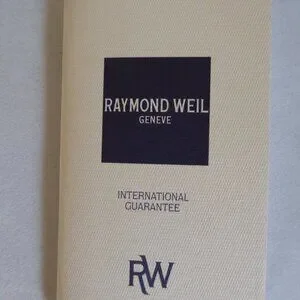 RAYMOND WEIL
GENEVE
INTERNATIONAL
GUARANTEE
RW